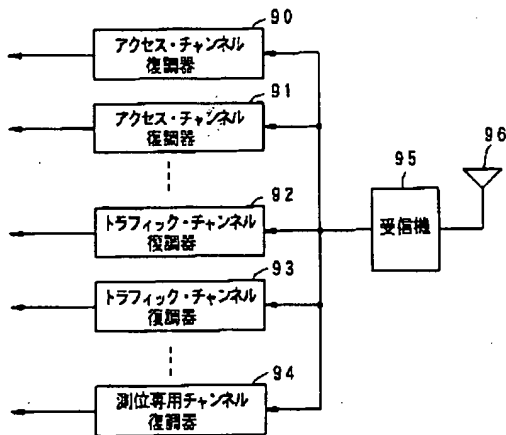 90
アクセス・チャンネル
復調器
91
アクセス・チャンネル
復調器
92
トラフィック・チャンネル
復調器
93
トラフィック・チャンネル
復調器
94
測位専用チャンネル
復調器
95
受信機
96